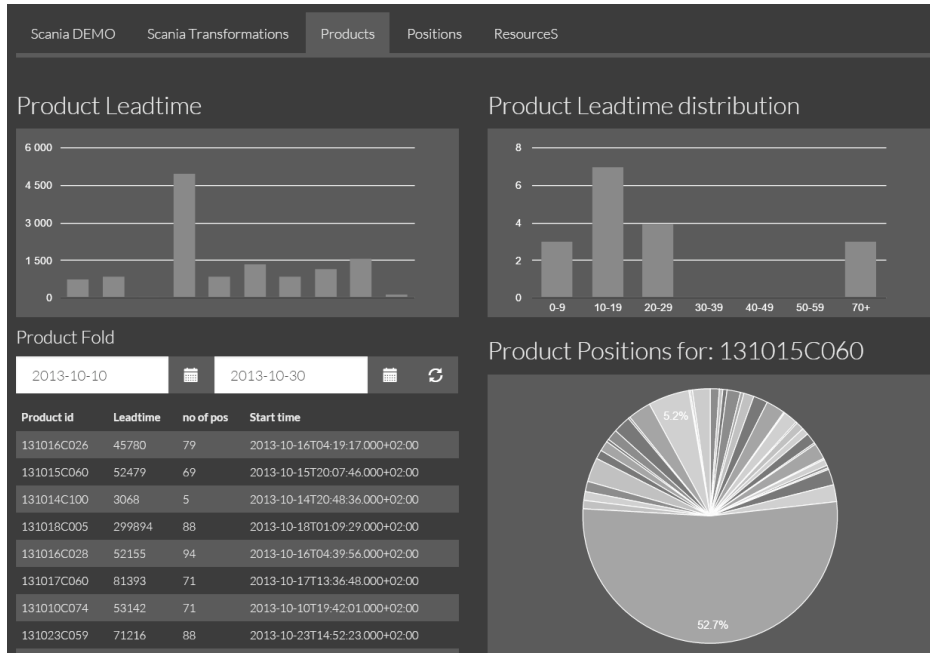 Scania DEMO Scania Transformations Products Positions ResourceS
Product Leadtime
6 000
4 500
3 000
1 500
0
Product Leadtime distribution
8
6
4
2
0
0-9 10-19 20-29 30-39 40-49 50-59 70+
Product Fold
2013-10-10 2013-10-30
Product id Leadtime no of pos Start time
131016C026 45780 79 2013-10-16T04:19:17.000+02:00
131015C060 52479 69 2013-10-15T20:07:46.000+02:00
131014C100 3068 5 2013-10-14T20:48:36.000+02:00
131018C005 299894 88 2013-10-18T01:09:29.000+02:00
131016C028 52155 94 2013-10-16T04:39:56.000+02:00
131017C060 81393 71 2013-10-17T13:36:48.000+02:00
131010C074 53142 71 2013-10-10T19:42:01.000+02:00
131023C059 71216 88 2013-10-23T14:52:23.000+02:00
Product Positions for: 131015C060
5.2%
52.7%